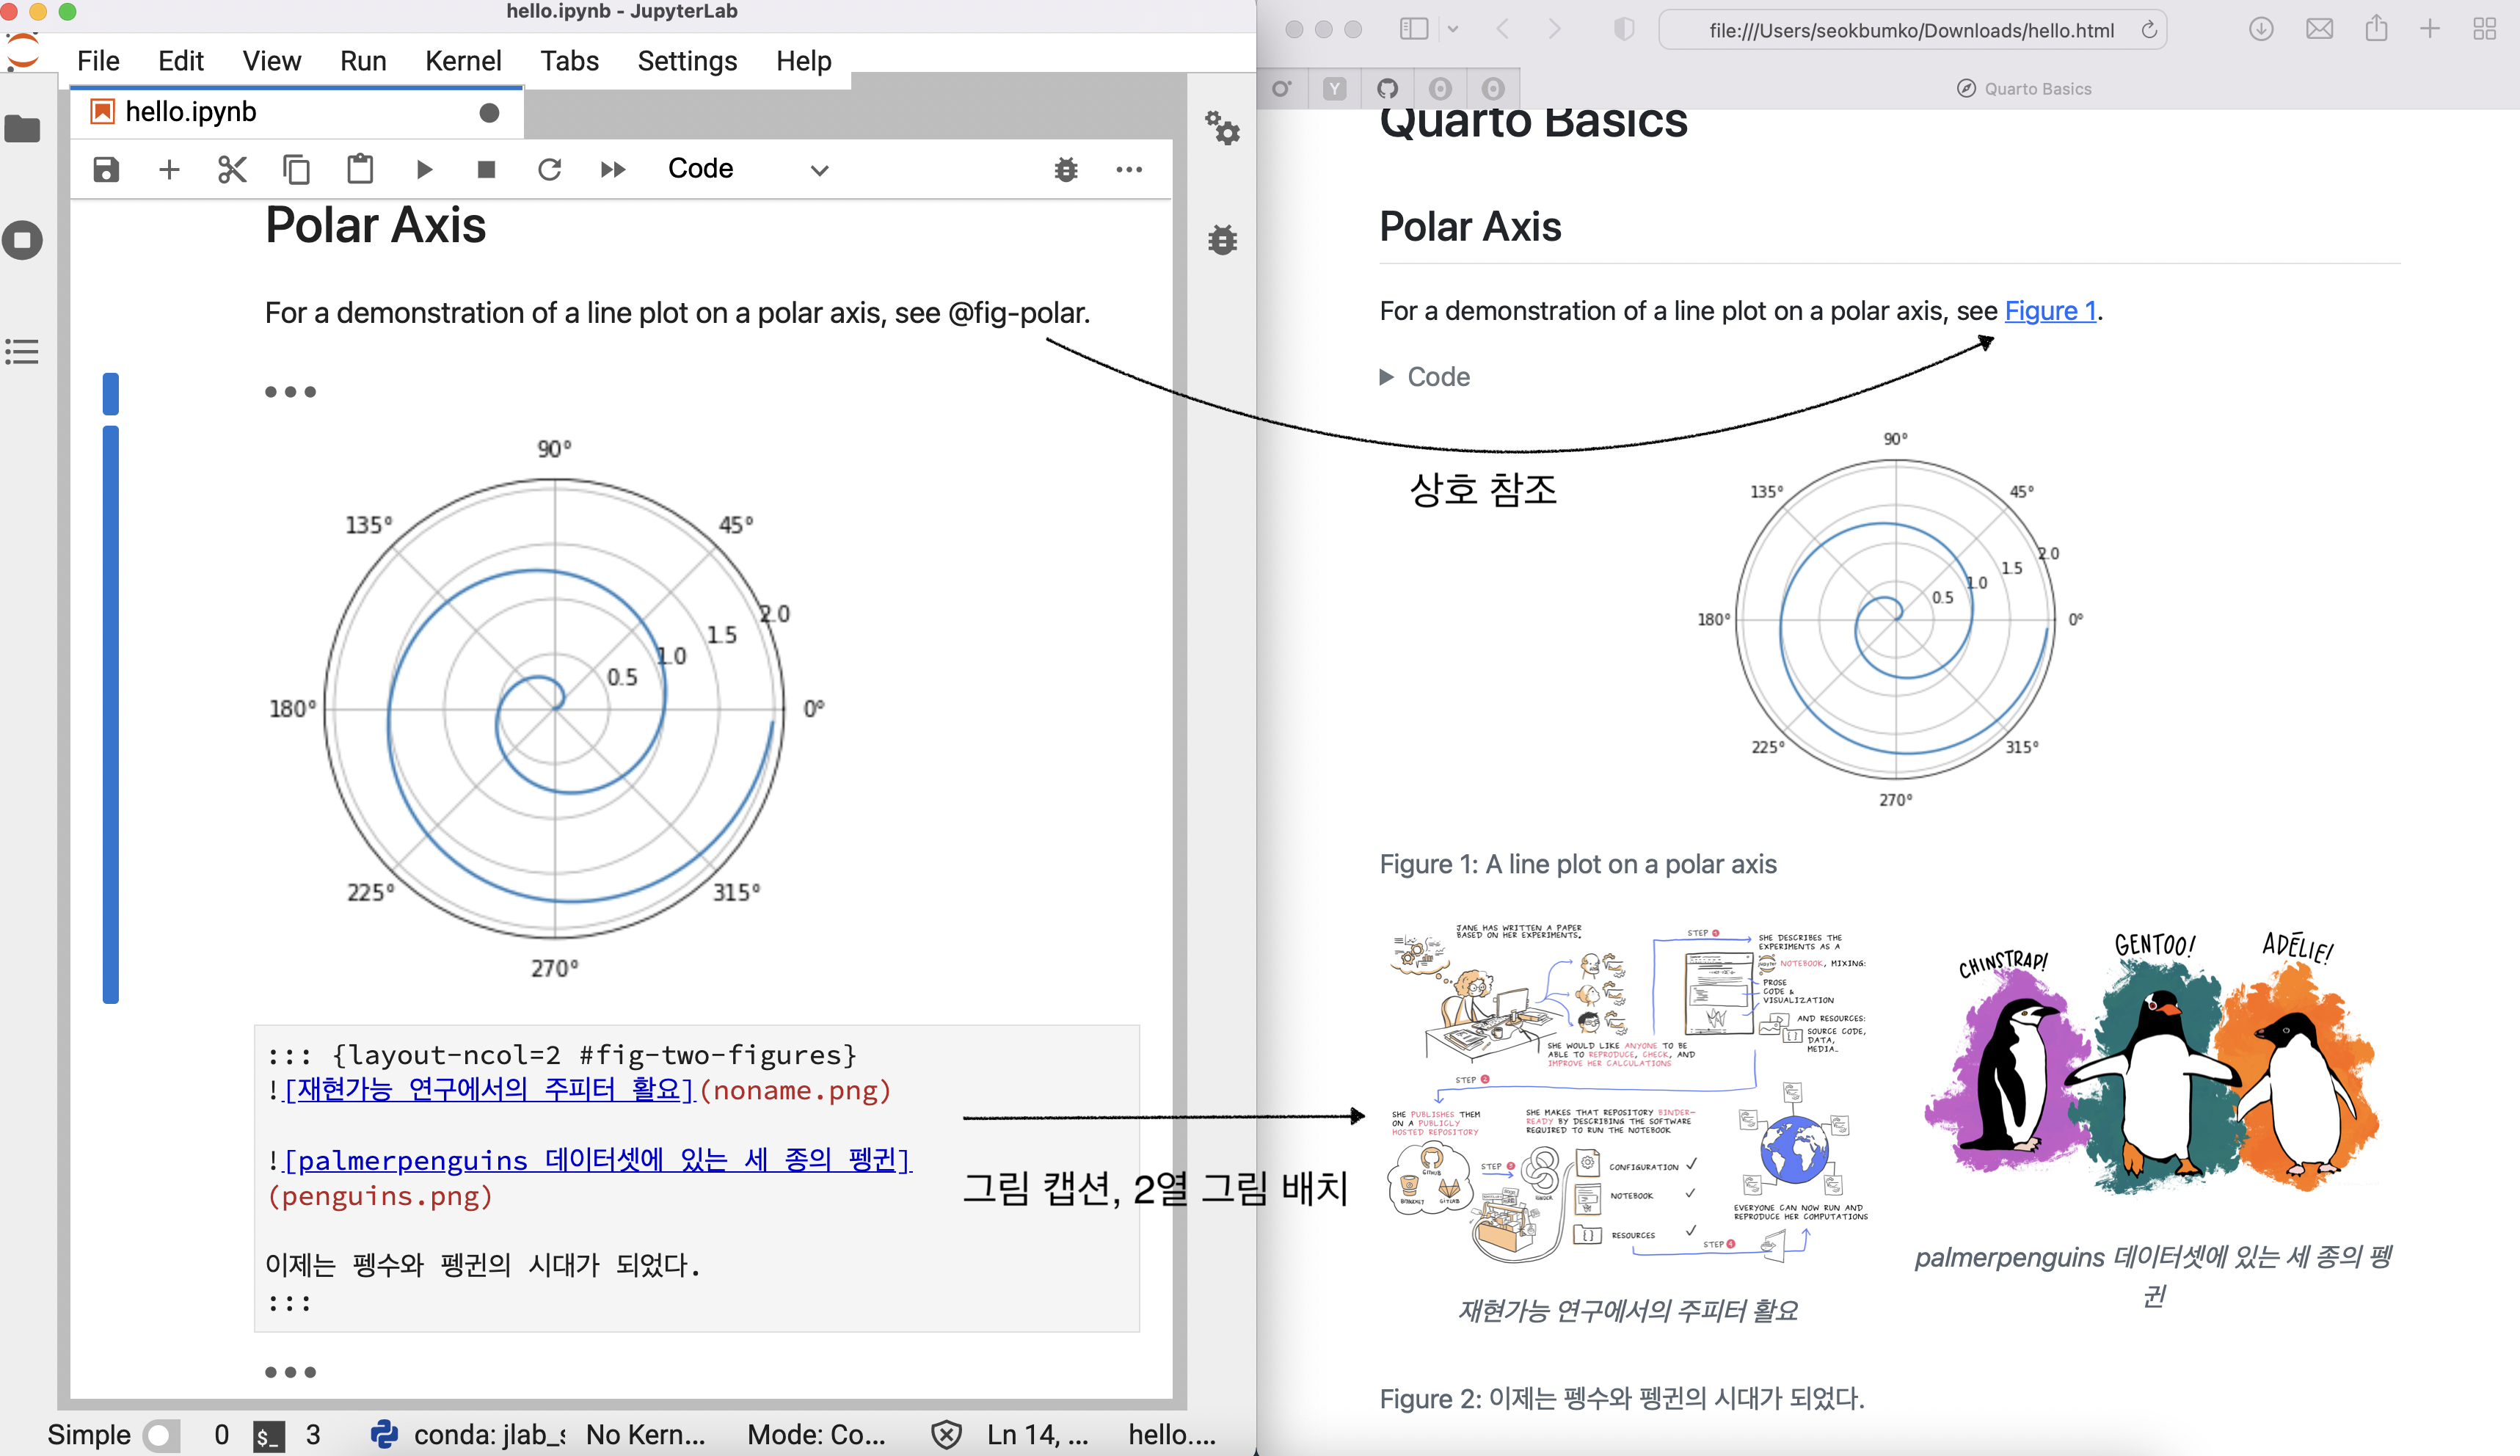 hello.ipynb - JupyterLab
File Edit View Run Kernel Tabs Settings Help
hello.ipynb
Code
Polar Axis
For a demonstration of a line plot on a polar axis, see @fig-polar.
90°
135° 45°
2.0
1.5
1.0
0.5
180° 0°
225° 315°
270°
::: {layout-ncol=2 #fig-two-figures}
![재현가능 연구에서의 주피터 활요](noname.png)
![palmerpenguins 데이터셋에 있는 세 종의 펭귄]
(penguins.png)
이제는 펭수와 펭귄의 시대가 되었다.
:::
Simple 0 $_ 3 conda: jlab_s No Kern... Mode: Co... Ln 14, ... hello....
상호 참조
그림 캡션, 2열 그림 배치
file:///Users/seokbumko/Downloads/hello.html
Y
Quarto Basics
Quarto Basics
Polar Axis
For a demonstration of a line plot on a polar axis, see Figure 1.
Code
90°
135° 45°
2.0
1.5
1.0
0.5
180° 0°
225° 315°
270°
Figure 1: A line plot on a polar axis
JANE HAS WRITTEN A PAPER
BASED ON HER EXPERIMENTS.
SHE WOULD LIKE ANYONE TO BE
ABLE TO REPRODUCE, CHECK, AND
IMPROVE HER CALCULATIONS
STEP 1
SHE DESCRIBES THE
EXPERIMENTS AS A
NOTEBOOK, MIXING:
PROSE
CODE &
VISUALIZATION
AND RESOURCES:
SOURCE CODE,
DATA,
MEDIA...
STEP 2
SHE PUBLISHES THEM
ON A PUBLICLY
HOSTED REPOSITORY
GITHUB
BITBUCKET GITLAB
STEP 3
SHE MAKES THAT REPOSITORY BINDER-
READY BY DESCRIBING THE SOFTWARE
REQUIRED TO RUN THE NOTEBOOK
BINDER
CONFIGURATION
NOTEBOOK
RESOURCES
STEP 4
EVERYONE CAN NOW RUN AND
REPRODUCE HER COMPUTATIONS
재현가능 연구에서의 주피터 활요
CHINSTRAP!
GENTOO!
ADÉLIE!
palmerpenguins 데이터셋에 있는 세 종의 펭
귄
Figure 2: 이제는 펭수와 펭귄의 시대가 되었다.